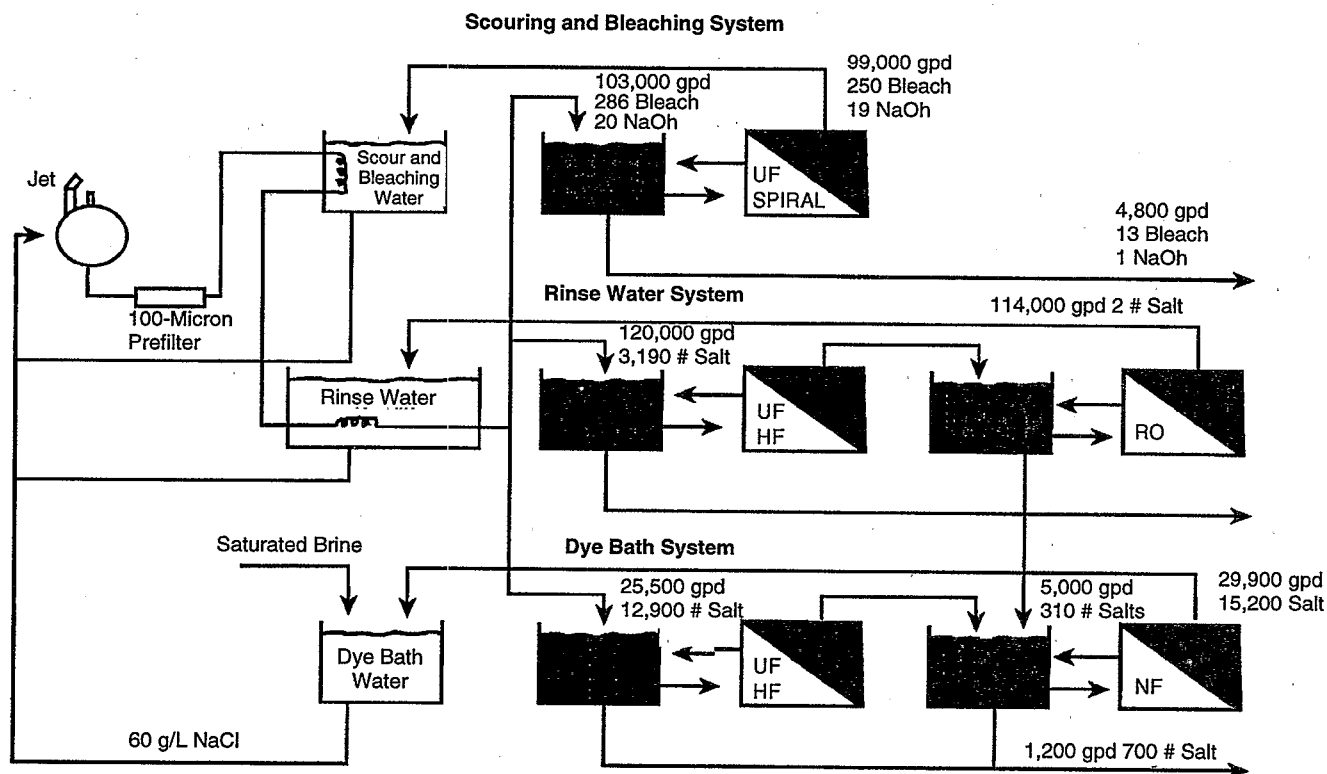 Scouring and Bleaching System
99,000 gpd
250 Bleach
19 NaOh
103,000 gpd
286 Bleach
20 NaOh
Scour and
Bleaching
Water
Jet
UF
SPIRAL
4,800 gpd
13 Bleach
1 NaOh
100-Micron
Prefilter
Rinse Water System
114,000 gpd 2 # Salt
120,000 gpd
3,190 # Salt
Rinse Water
UF
HF
RO
Saturated Brine
Dye Bath System
25,500 gpd
12,900 # Salt
5,000 gpd
310 # Salts
29,900 gpd
15,200 Salt
Dye Bath
Water
UF
HF
NF
60 g/L NaCl
1,200 gpd 700 # Salt